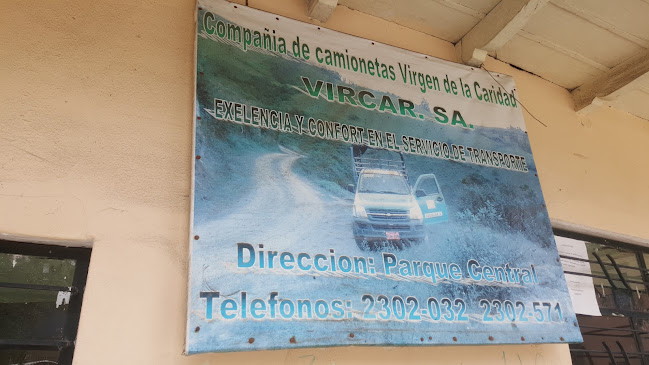 Compañia de camionetas Virgen de la Caridad
VIRCAR. SA.
EXELENCIA Y CONFORT EN EL SERVICIO DE TRANSPORTE
Direccion: Parque Central
Telefonos: 2302-032 2302-571